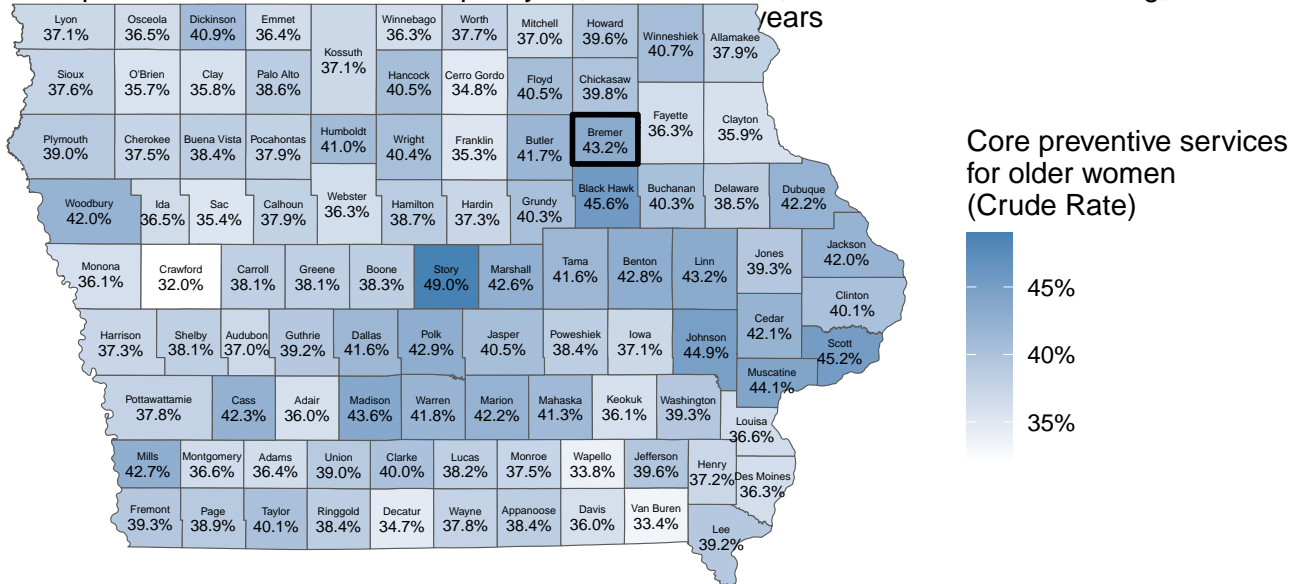 years
Lyon
37.1%
Osceola
36.5%
Dickinson
40.9%
Emmet
36.4%
Kossuth
37.1%
Winnebago
36.3%
Worth
37.7%
Mitchell
37.0%
Howard
39.6%
Winneshiek
40.7%
Allamakee
37.9%
Sioux
37.6%
O'Brien
35.7%
Clay
35.8%
Palo Alto
38.6%
Hancock
40.5%
Cerro Gordo
34.8%
Floyd
40.5%
Chickasaw
39.8%
Fayette
36.3%
Clayton
35.9%
Plymouth
39.0%
Cherokee
37.5%
Buena Vista
38.4%
Pocahontas
37.9%
Humboldt
41.0%
Wright
40.4%
Franklin
35.3%
Butler
41.7%
Bremer
43.2%
Woodbury
42.0%
Ida
36.5%
Sac
35.4%
Calhoun
37.9%
Webster
36.3%
Hamilton
38.7%
Hardin
37.3%
Grundy
40.3%
Black Hawk
45.6%
Buchanan
40.3%
Delaware
38.5%
Dubuque
42.2%
Monona
36.1%
Crawford
32.0%
Carroll
38.1%
Greene
38.1%
Boone
38.3%
Story
49.0%
Marshall
42.6%
Tama
41.6%
Benton
42.8%
Linn
43.2%
Jones
39.3%
Jackson
42.0%
Clinton
40.1%
Harrison
37.3%
Shelby
38.1%
Audubon
37.0%
Guthrie
39.2%
Dallas
41.6%
Polk
42.9%
Jasper
40.5%
Poweshiek
38.4%
Iowa
37.1%
Johnson
44.9%
Cedar
42.1%
Scott
45.2%
Muscatine
44.1%
Pottawattamie
37.8%
Cass
42.3%
Adair
36.0%
Madison
43.6%
Warren
41.8%
Marion
42.2%
Mahaska
41.3%
Keokuk
36.1%
Washington
39.3%
Louisa
36.6%
Mills
42.7%
Montgomery
36.6%
Adams
36.4%
Union
39.0%
Clarke
40.0%
Lucas
38.2%
Monroe
37.5%
Wapello
33.8%
Jefferson
39.6%
Henry
37.2%
Des Moines
36.3%
Fremont
39.3%
Page
38.9%
Taylor
40.1%
Ringgold
38.4%
Decatur
34.7%
Wayne
37.8%
Appanoose
38.4%
Davis
36.0%
Van Buren
33.4%
Lee
39.2%
Core preventive services
for older women
(Crude Rate)
45%
40%
35%